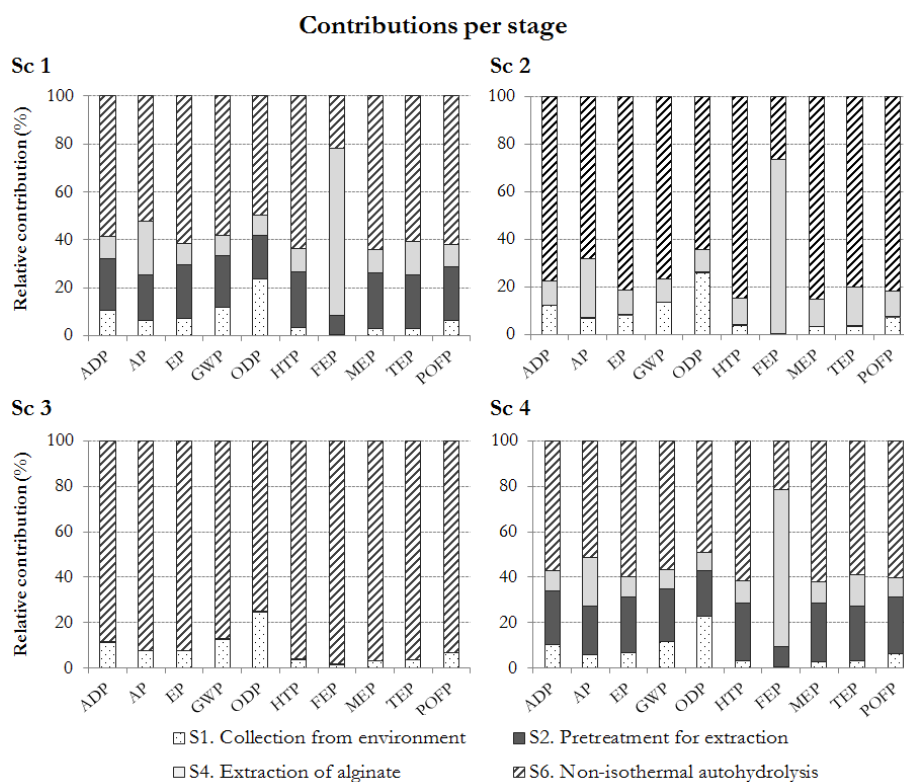 Contributions per stage
Sc 1
Relative contribution (%)
100
80
60
40
20
0
ADP AP EP GWP ODP HTP FEP MEP TEP POFP
Sc 2
100
80
60
40
20
0
ADP AP EP GWP ODP HTP FEP MEP TEP POFP
Sc 3
Relative contribution (%)
100
80
60
40
20
0
ADP AP EP GWP ODP HTP FEP MEP TEP POFP
Sc 4
100
80
60
40
20
0
ADP AP EP GWP ODP HTP FEP MEP TEP POFP
S1. Collection from environment
S2. Pretreatment for extraction
S4. Extraction of alginate
S6. Non-isothermal autohydrolysis